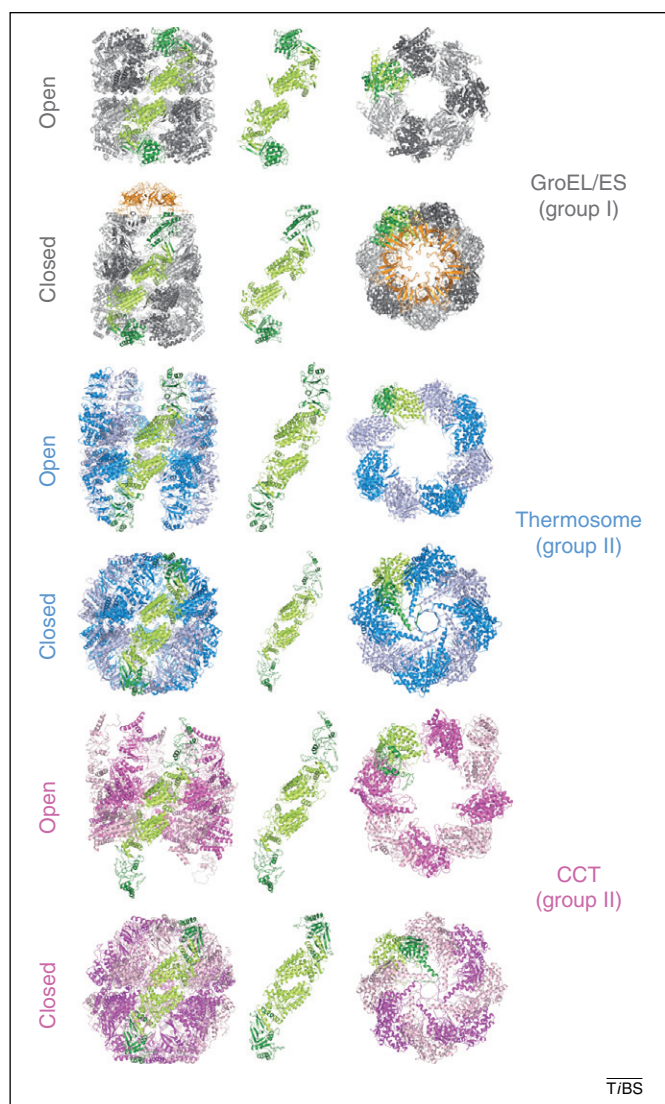 Open
GroEL/ES
(group I)
Closed
Open
Thermosome
(group II)
Closed
Open
CCT
(group II)
Closed
TiBS